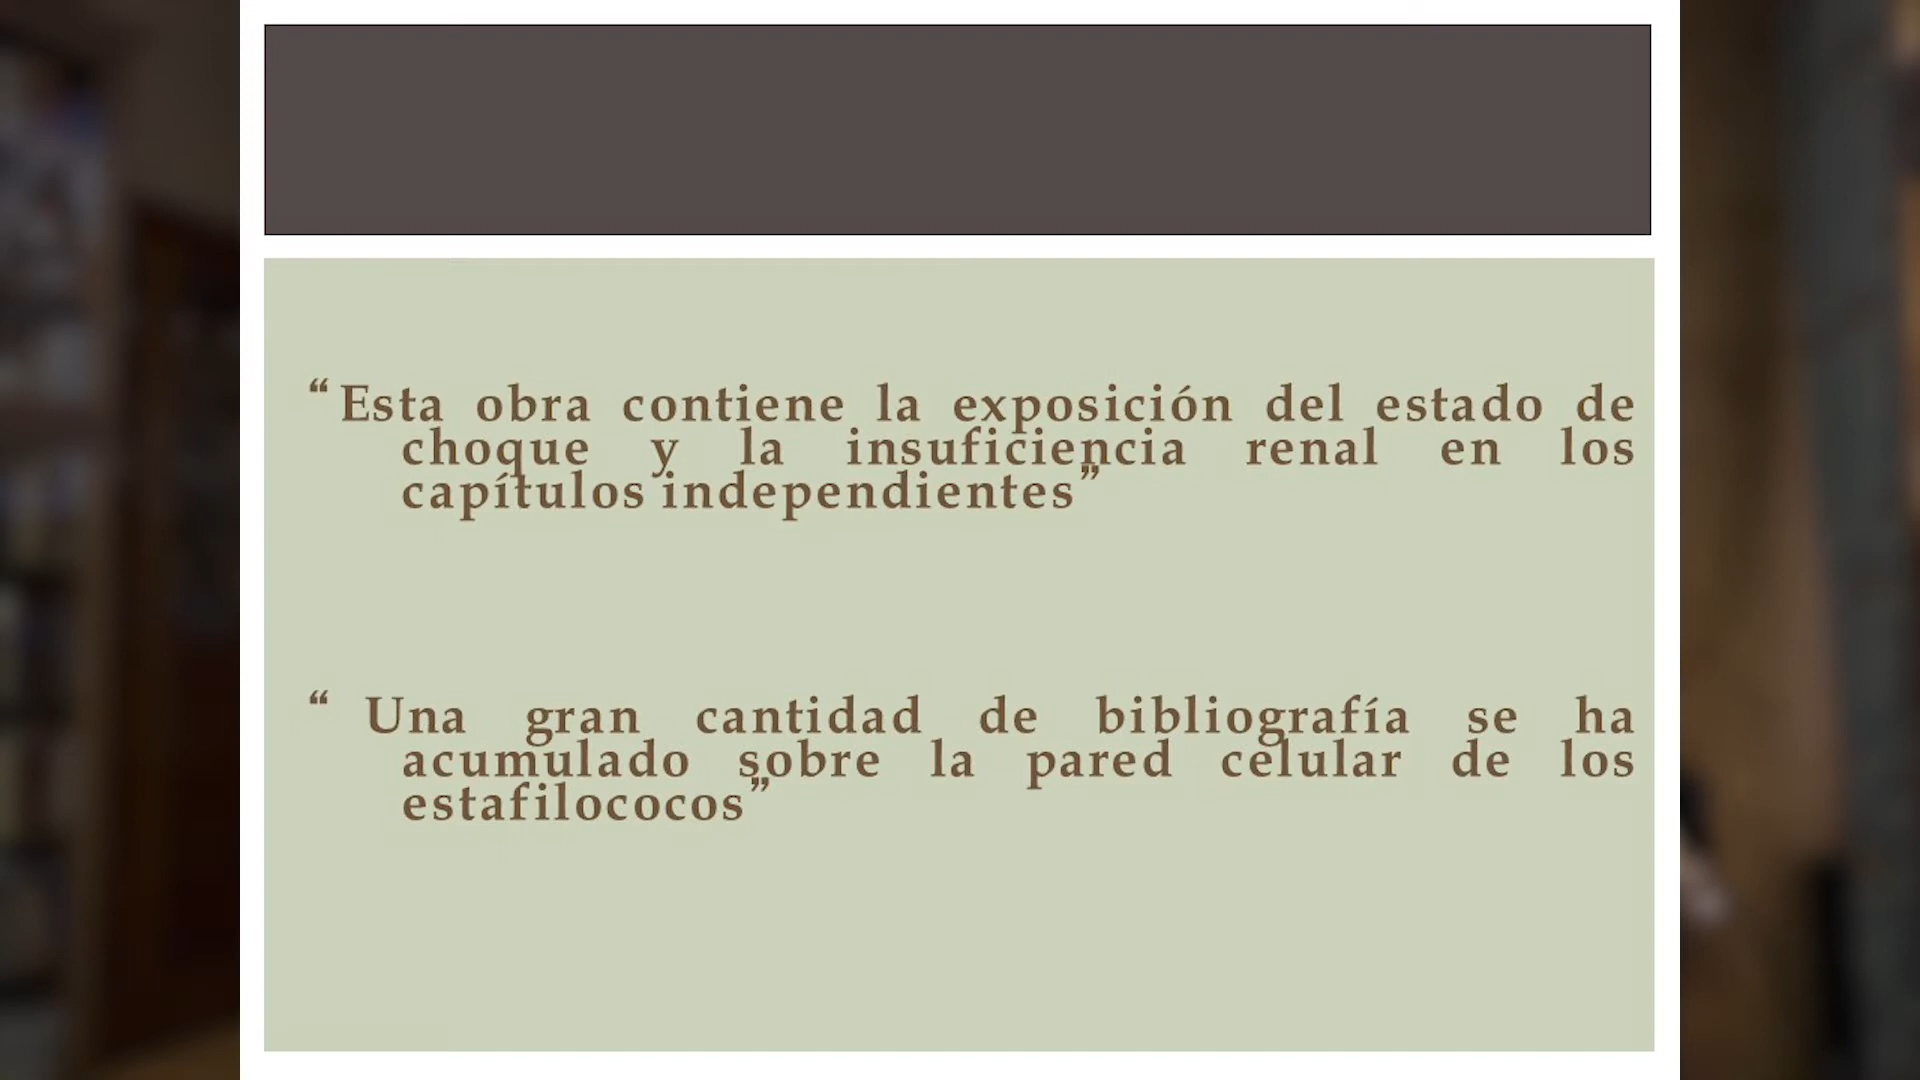 “ Esta obra contiene la exposición del estado de
choque y la insuficiencia renal en los
capítulos independientes”
“ Una gran cantidad de bibliografía se ha
acumulado sobre la pared celular de los
estafilococos”